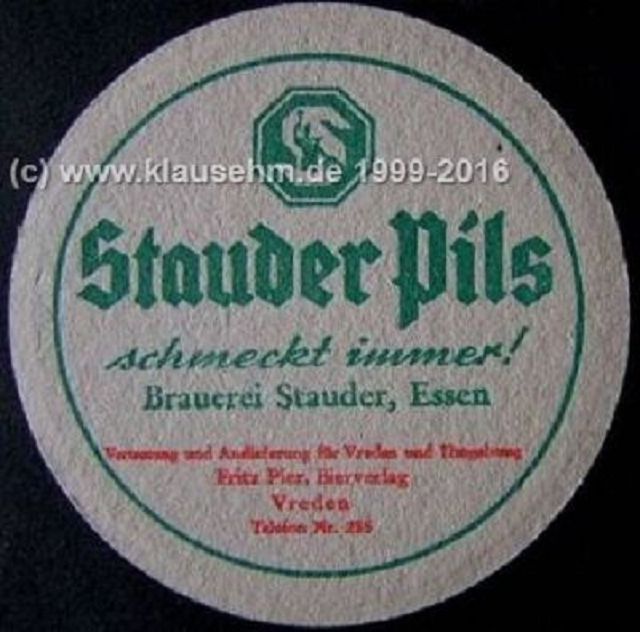 (c) www.klausehm.de 1999-2016
Stauder Pils
schmeckt immer!
Brauerei Stauder, Essen
Vertretung und Auslieferung für Vreden und Umgebung
Fritz Pier, Bierverlag
Vreden
Telefon Nr. 255